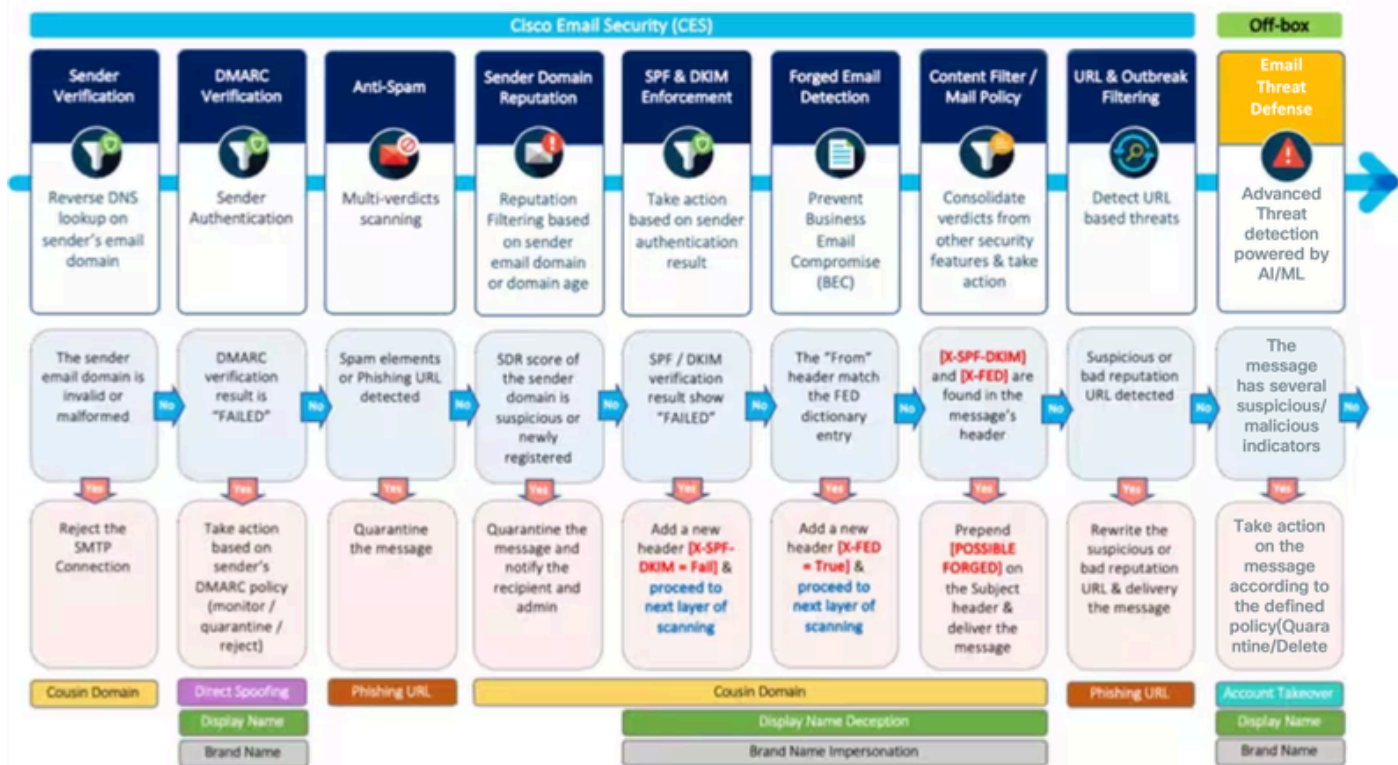 Cisco Email Security (CES)
Off-box
Sender
Verification
Reverse DNS
lookup on
sender's email
domain
DMARC
Verification
Sender
Authentication
Anti-Spam
Multi-verdicts
scanning
Sender Domain
Reputation
Reputation
Filtering based
on sender
email domain
or domain age
SPF & DKIM
Enforcement
Take action
based on sender
authentication
result
Forged Email
Detection
Prevent
Business
Email
Compromise
(BEC)
Content Filter /
Mail Policy
Consolidate
verdicts from
other security
features & take
action
URL & Outbreak
Filtering
Detect URL
based threats
Email
Threat
Defense
Advanced
Threat
detection
powered by
AI/ML
The sender
email domain is
invalid or
malformed
No
DMARC
verification
result is
"FAILED"
No
Spam elements
or Phishing URL
detected
No
SDR score of
the sender
domain is
suspicious or
newly
registered
No
SPF / DKIM
verification
result show
"FAILED"
No
The "From"
header match
the FED
dictionary
entry
No
[X-SPF-DKIM]
and [X-FED] are
found in the
message's
header
No
Suspicious or
bad reputation
URL detected
No
The
message
has several
suspicious/
malicious
indicators
No
Yes
Yes
Yes
Yes
Yes
Yes
Yes
Yes
Yes
Reject the
SMTP
Connection
Take action
based on
sender's
DMARC policy
(monitor /
quarantine /
reject)
Quarantine
the message
Quarantine the
message and
notify the
recipient and
admin
Add a new
header [X-SPF-
DKIM = Fail] &
proceed to
next layer of
scanning
Add a new
header [X-FED
= True] &
proceed to
next layer of
scanning
Prepend
[POSSIBLE
FORGED] on
the Subject
header &
deliver the
message
Rewrite the
suspicious or
bad reputation
URL & delivery
the message
Take action
on the
message
according to
the defined
policy(Quara
ntine/Delete
Cousin Domain
Direct Spoofing
Phishing URL
Cousin Domain
Phishing URL
Account Takeover
Display Name
Display Name Deception
Display Name
Brand Name
Brand Name Impersonation
Brand Name